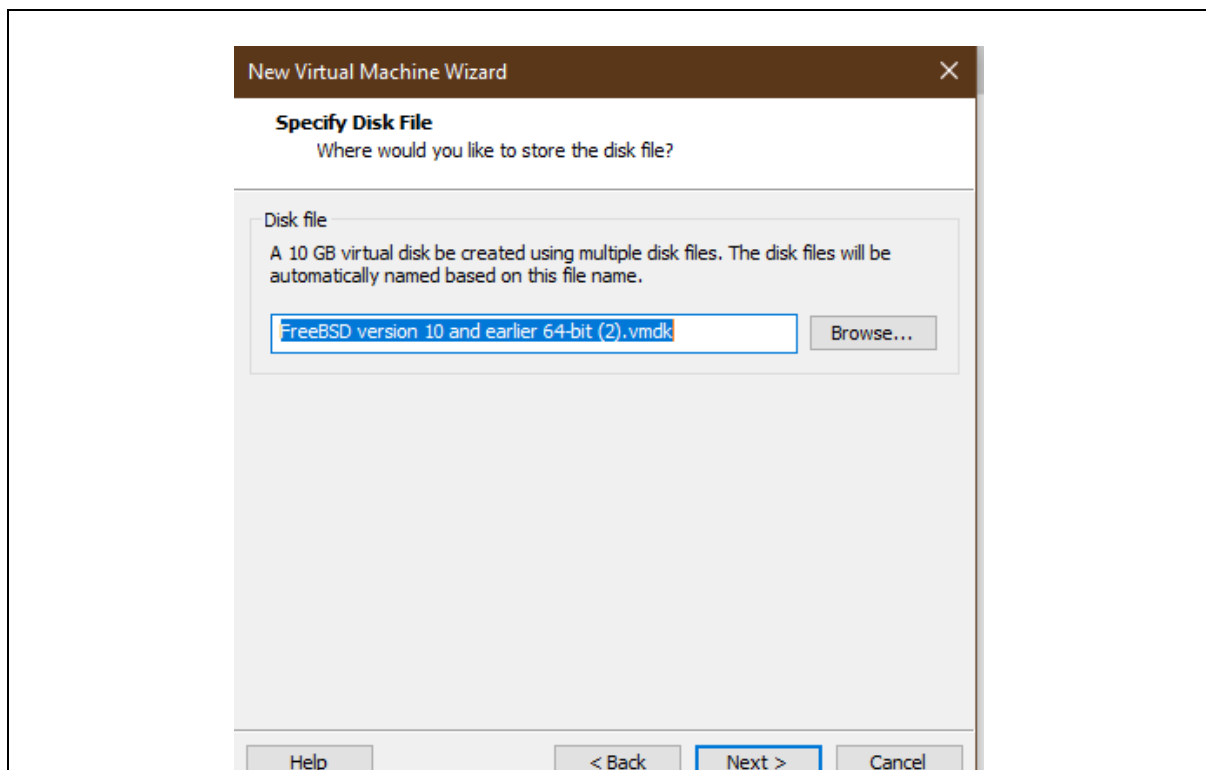 New Virtual Machine Wizard
Specify Disk File
Where would you like to store the disk file?
Disk file
A 10 GB virtual disk be created using multiple disk files. The disk files will be
automatically named based on this file name.
FreeBSD version 10 and earlier 64-bit (2).vmdk
Browse...
Help
< Back
Next >
Cancel